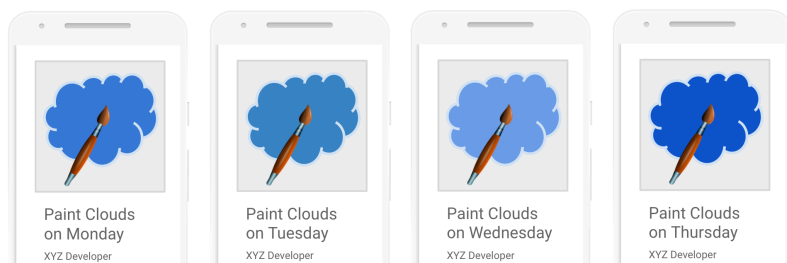 Paint Clouds
on Monday
XYZ Developer
Paint Clouds
on Tuesday
XYZ Developer
Paint Clouds
on Wednesday
XYZ Developer
Paint Clouds
on Thursday
XYZ Developer